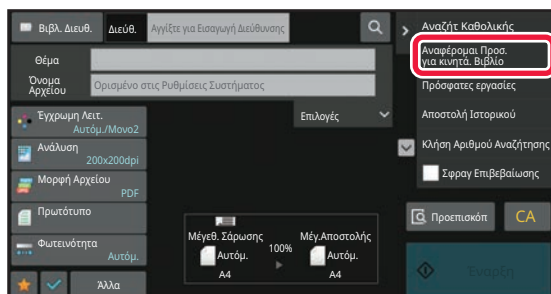 Βιβλ. Διευθ.
Διεύθ.
Αγγίξτε για Εισαγωγή Διεύθυνσης
Θέμα
Όνομα
Αρχείου
Ορισμένο στις Ρυθμίσεις Συστήματος
Έγχρωμη Λειτ.
Αυτόμ./Mono2
Επιλογές
Ανάλυση
200x200dpi
Μορφή Αρχείου
PDF
Πρωτότυπο
Φωτεινότητα
Αυτόμ.
Άλλα
Μέγεθ. Σάρωσης
Αυτόμ.
A4
100%
Μέγ.Αποστολής
Αυτόμ.
A4
Αναζήτ Καθολικής
Αναφέρομαι Προσ.
για κινητά. Βιβλίο
Πρόσφατες εργασίες
Αποστολή Ιστορικού
Κλήση Αριθμού Αναζήτησης
Σφραγ Επιβεβαίωσης
Προεπισκόπ
CA
Έναρξη